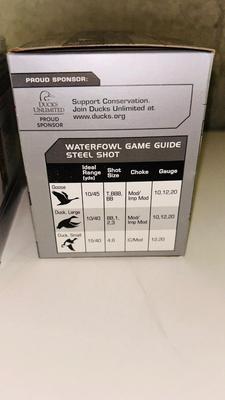 PROUD SPONSOR:
DUCKS
UNLIMITED
PROUD
SPONSOR
Support Conservation.
Join Ducks Unlimited at
www.ducks.org
WATERFOWL GAME GUIDE
STEEL SHOT
Ideal Range (yds) Shot Size Choke Gauge
Goose
10/45 T,BBB, BB Mod/ Imp Mod 10,12,20
Duck, Large
10/40 BB,1, 2,3 Mod/ Imp Mod 10,12,20
Duck, Small
10/40 4,6 IC/Mod 12,20